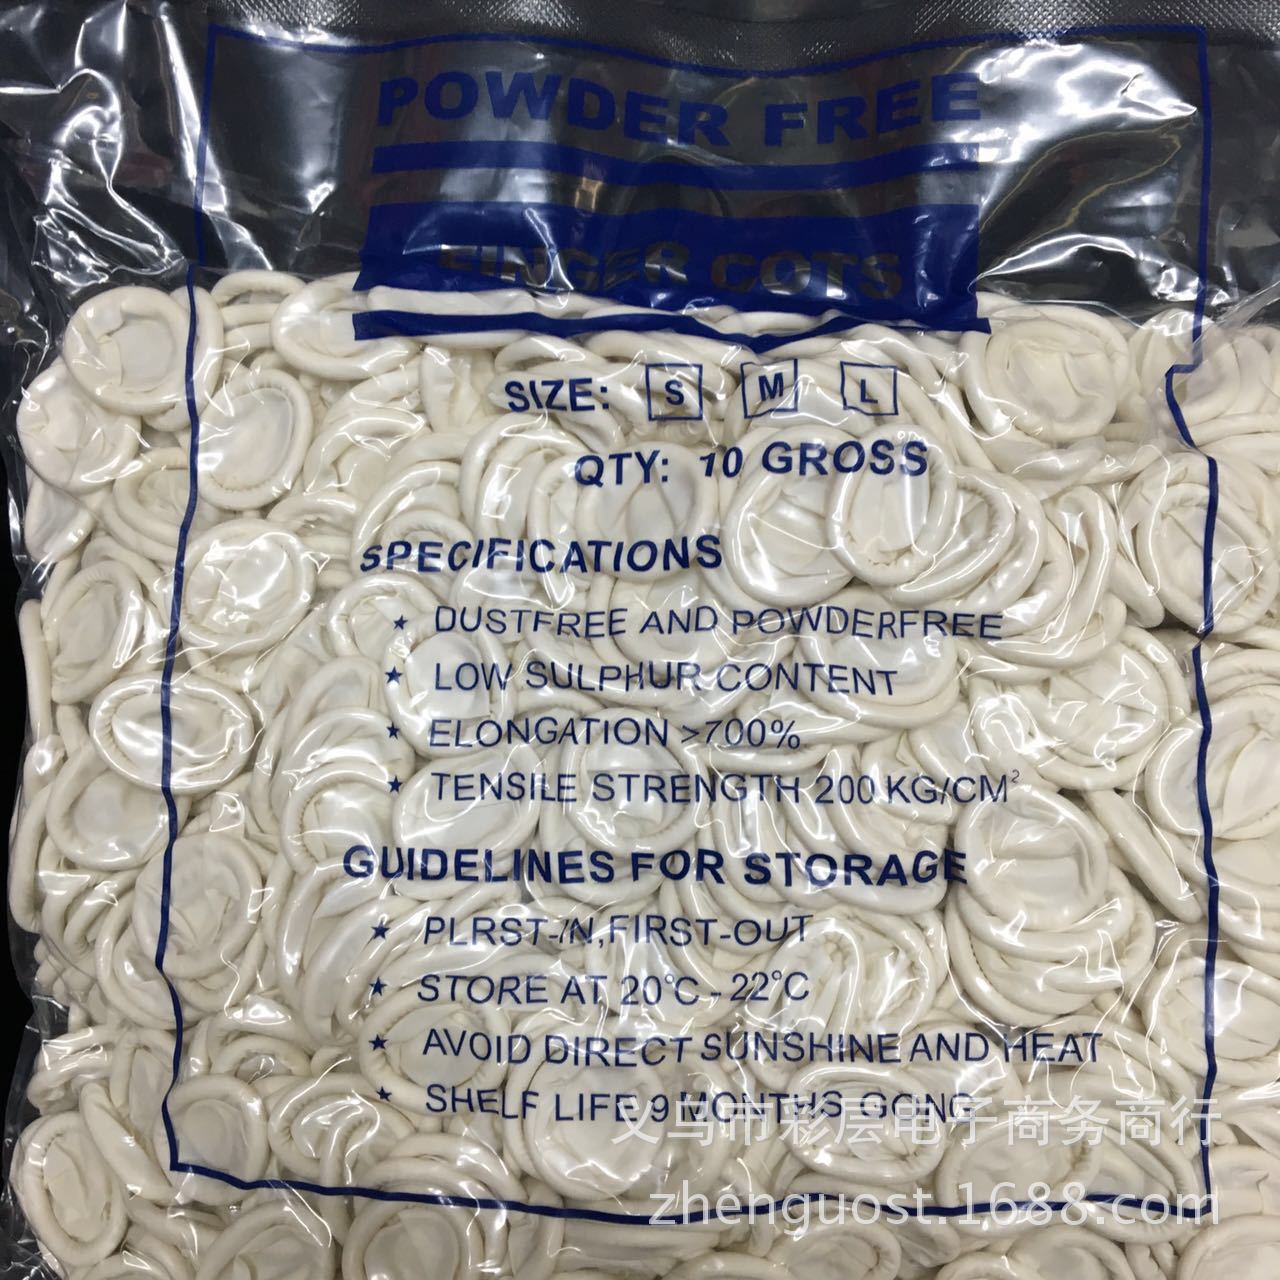 POWDER FREE
FINGER COTS
SIZE: S M L
QTY: 10 GROSS
SPECIFICATIONS
★ DUSTFREE AND POWDERFREE
★ LOW SULPHUR CONTENT
★ ELONGATION >700%
★ TENSILE STRENGTH 200 KG/CM²
GUIDELINES FOR STORAGE
★ PLRST-IN,FIRST-OUT
★ STORE AT 20°C-22°C
★ AVOID DIRECT SUNSHINE AND HEAT
★ SHELF LIFE 9 MONTHS GOING
义乌市彩层电子商务商行
zhenguost.1688.com